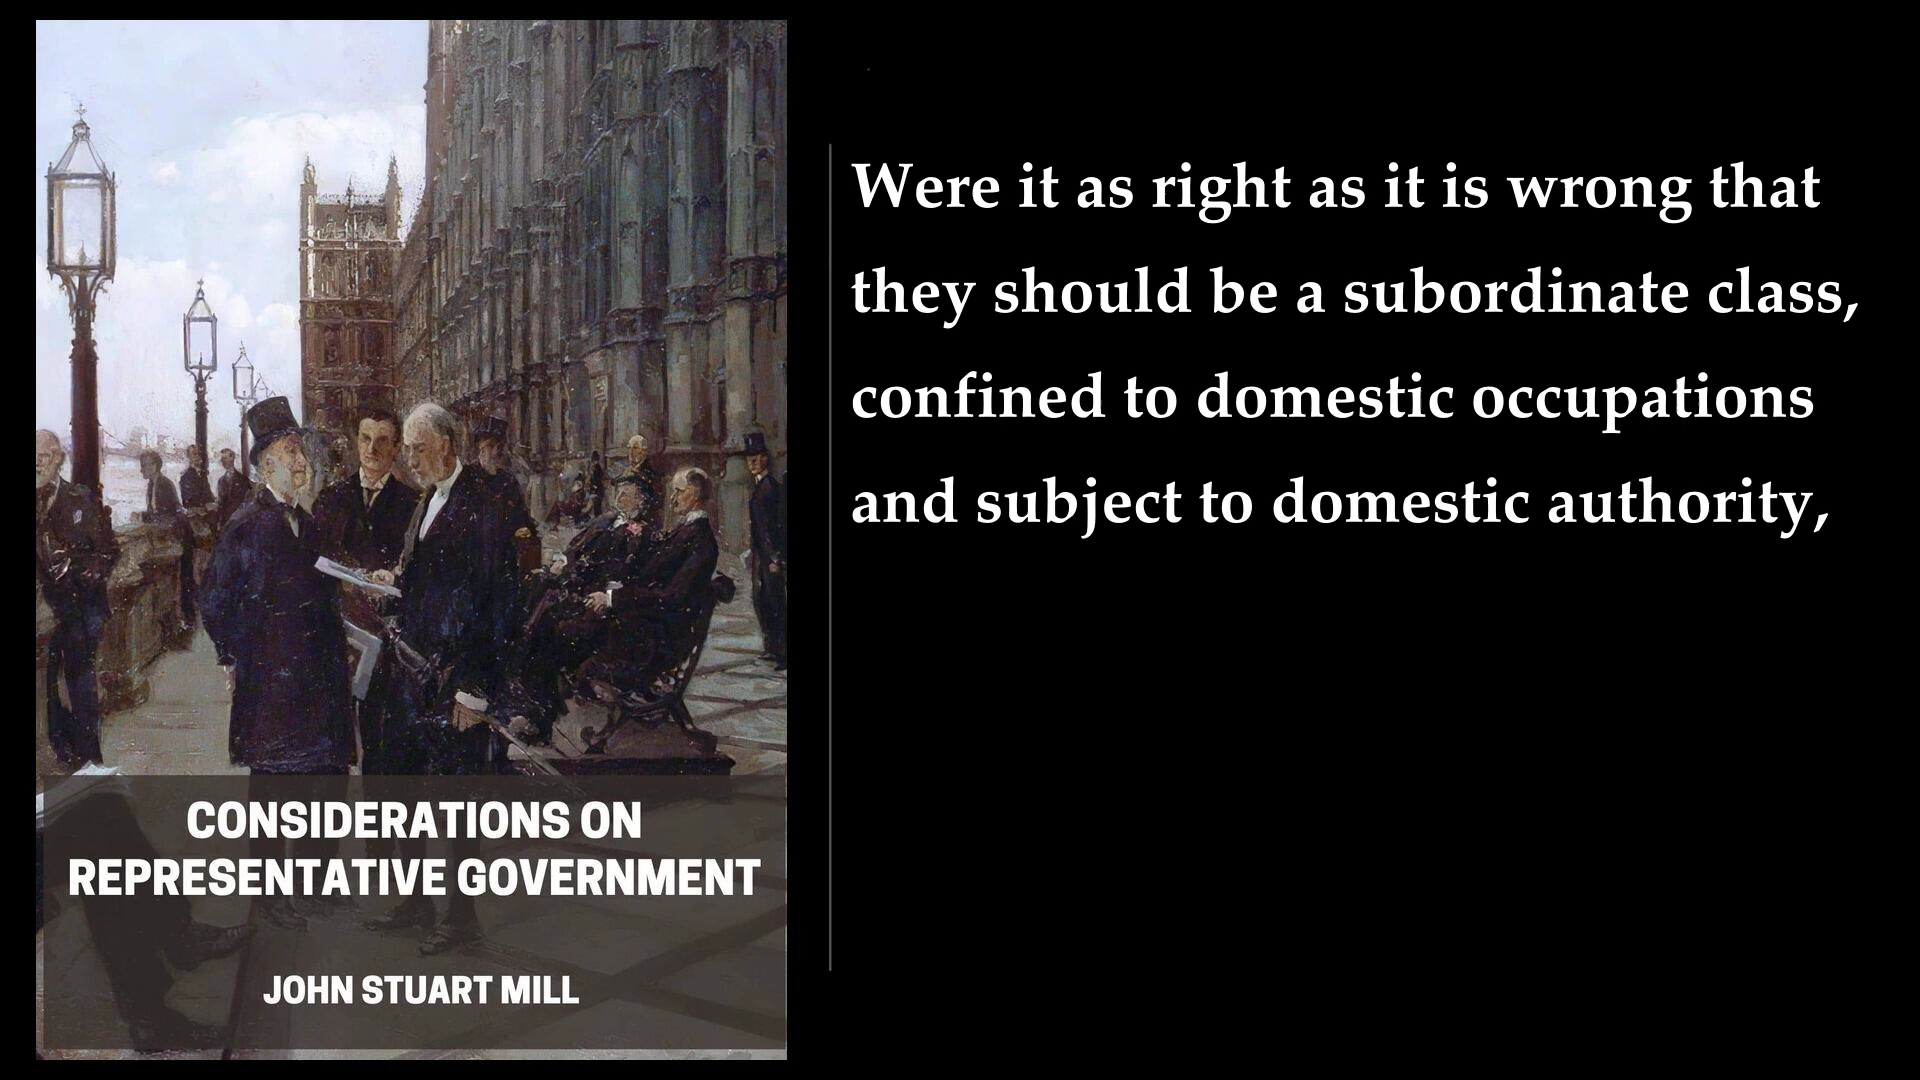 Were it as right as it is wrong that
they should be a subordinate class,
confined to domestic occupations
and subject to domestic authority,
CONSIDERATIONS ON
REPRESENTATIVE GOVERNMENT
JOHN STUART MILL